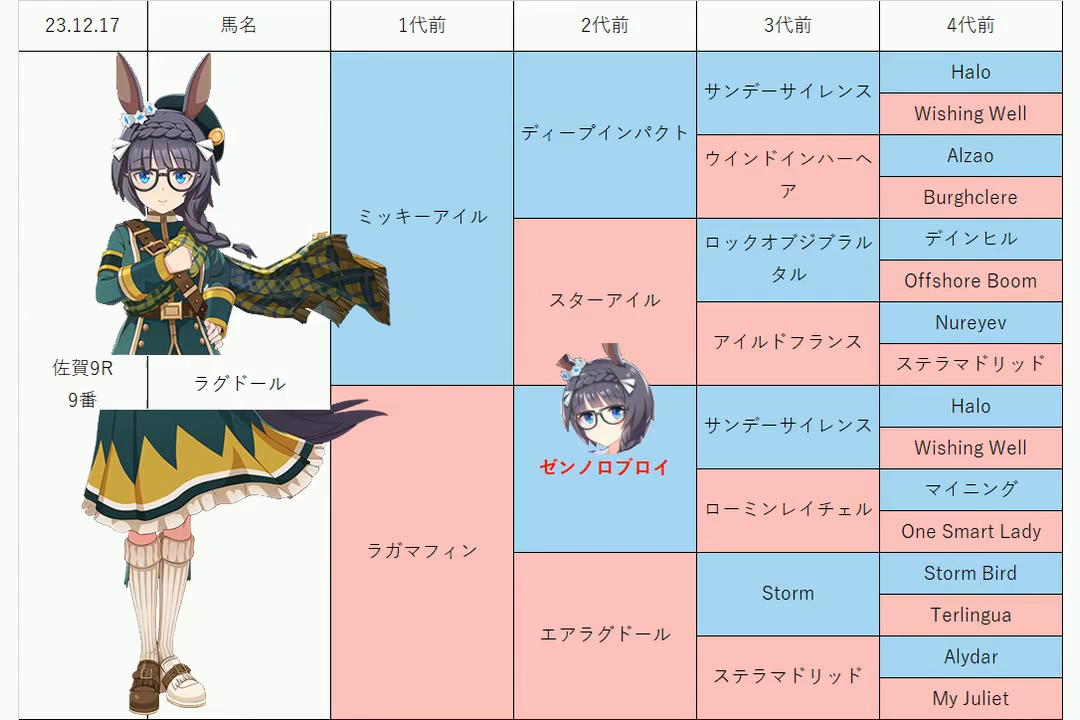 23.12.17
馬名
1代前
2代前
3代前
4代前
佐賀9R
9番
ラグドール
ミッキーアイル
ラガマフィン
ディープインパクト
スターアイル
ゼンノロブロイ
エアラグドール
サンデーサイレンス
ウインドインハーヘ
ア
ロックオブジブラル
タル
アイルドフランス
サンデーサイレンス
ローミンレイチェル
Storm
ステラマドリッド
Halo
Wishing Well
Alzao
Burghclere
デインヒル
Offshore Boom
Nureyev
ステラマドリッド
Halo
Wishing Well
マイニング
One Smart Lady
Storm Bird
Terlingua
Alydar
My Juliet